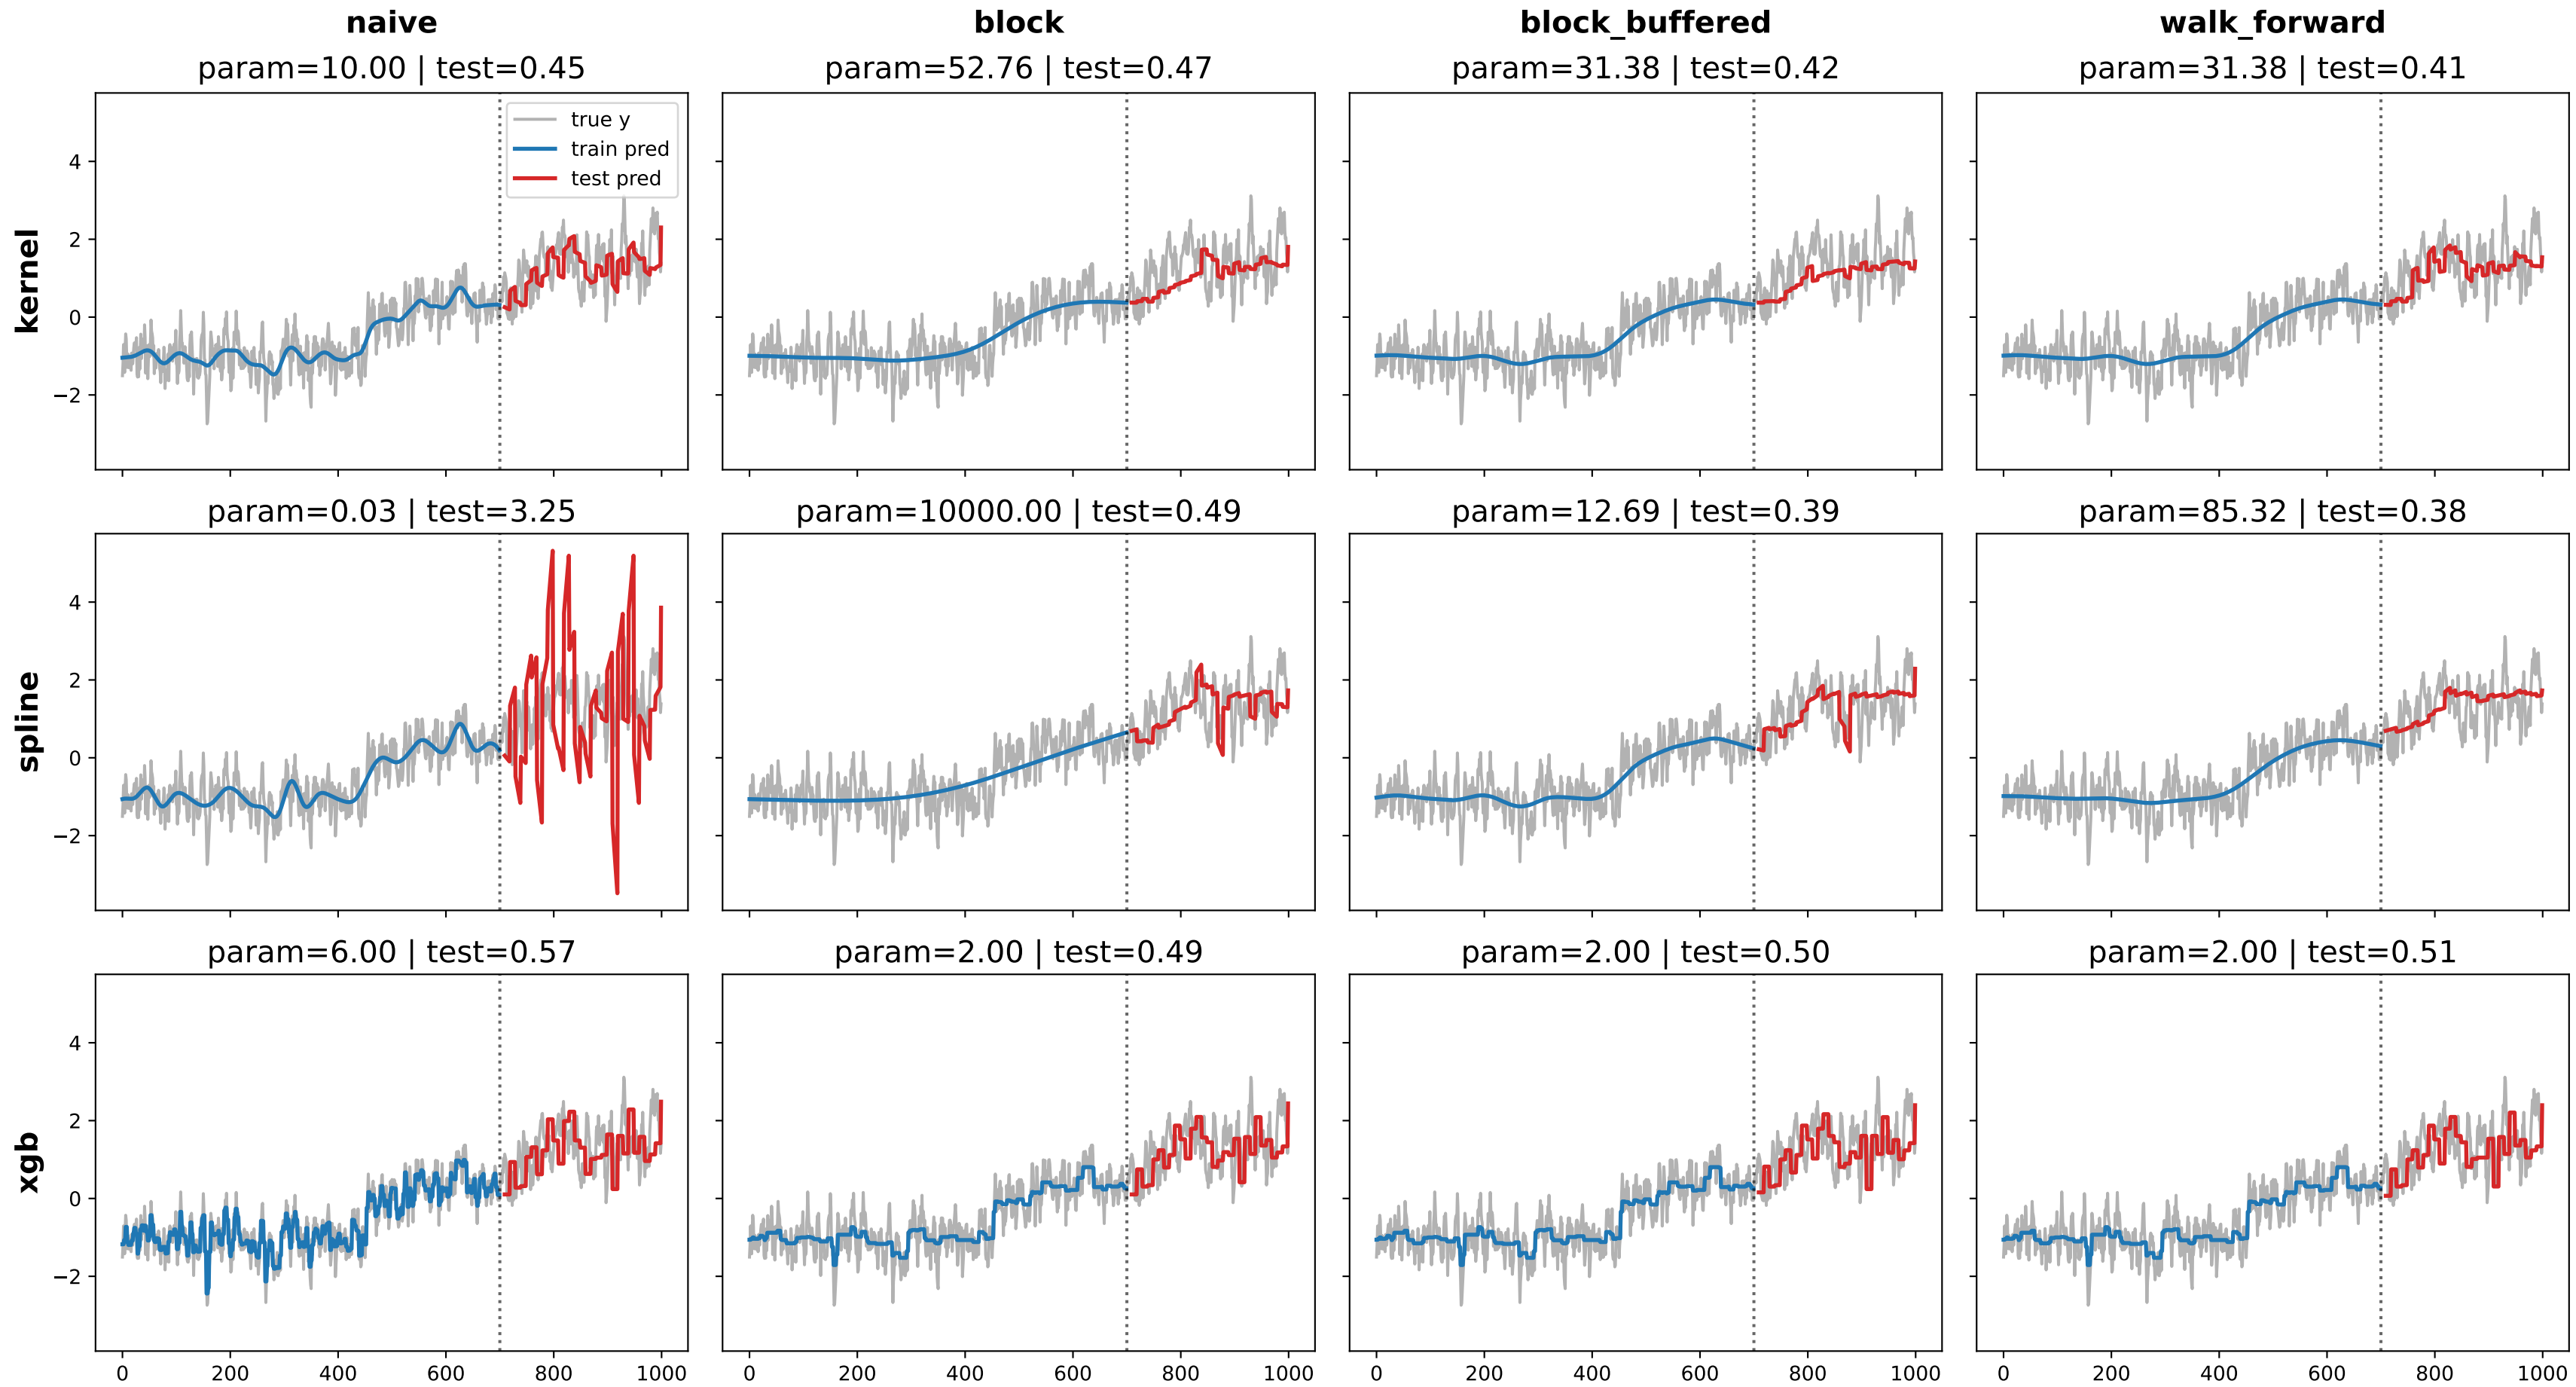 naive block block_buffered walk_forward
param=10.00 | test=0.45 param=52.76 | test=0.47 param=31.38 | test=0.42 param=31.38 | test=0.41
true y
train pred
test pred
kernel
4
2
0
−2
param=0.03 | test=3.25 param=10000.00 | test=0.49 param=12.69 | test=0.39 param=85.32 | test=0.38
spline
4
2
0
−2
param=6.00 | test=0.57 param=2.00 | test=0.49 param=2.00 | test=0.50 param=2.00 | test=0.51
xgb
4
2
0
−2
0 200 400 600 800 1000 0 200 400 600 800 1000 0 200 400 600 800 1000 0 200 400 600 800 1000